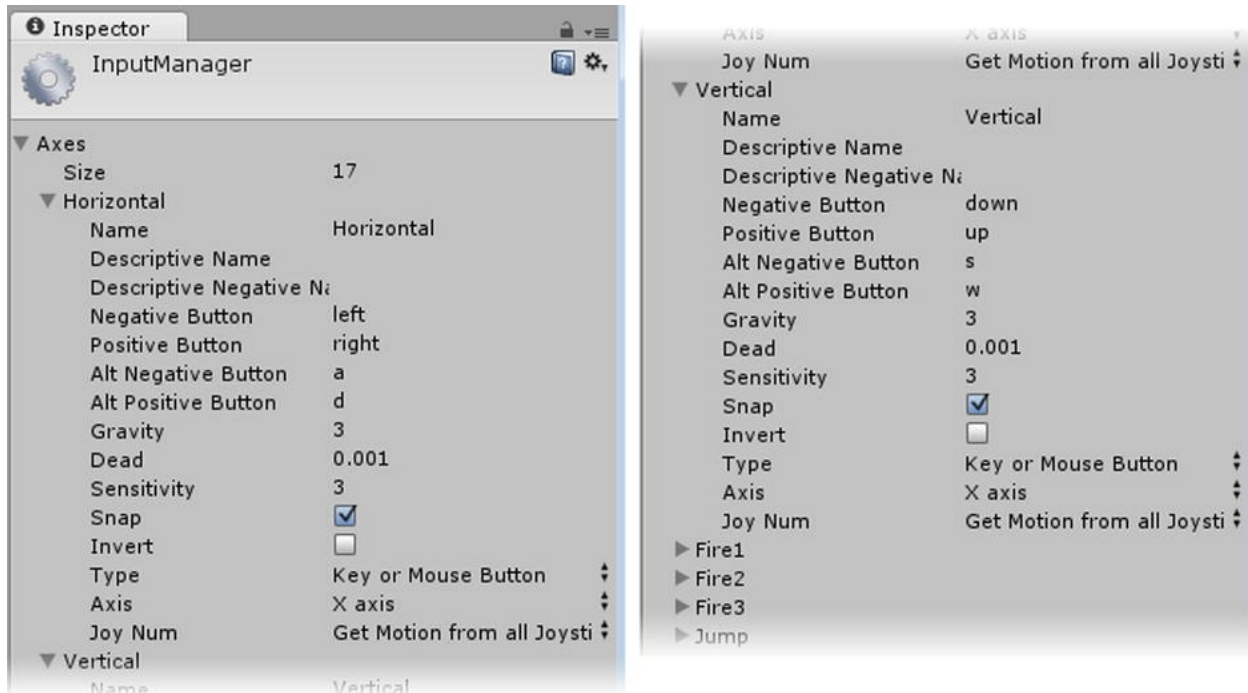 Inspector
InputManager
Axes
Size 17
Horizontal
Name Horizontal
Descriptive Name
Descriptive Negative Na
Negative Button left
Positive Button right
Alt Negative Button a
Alt Positive Button d
Gravity 3
Dead 0.001
Sensitivity 3
Snap
Invert
Type Key or Mouse Button
Axis X axis
Joy Num Get Motion from all Joysti
Vertical
Name Vertical
Axis X axis
Joy Num Get Motion from all Joysti
Vertical
Name Vertical
Descriptive Name
Descriptive Negative Na
Negative Button down
Positive Button up
Alt Negative Button s
Alt Positive Button w
Gravity 3
Dead 0.001
Sensitivity 3
Snap
Invert
Type Key or Mouse Button
Axis X axis
Joy Num Get Motion from all Joysti
Fire1
Fire2
Fire3
Jump